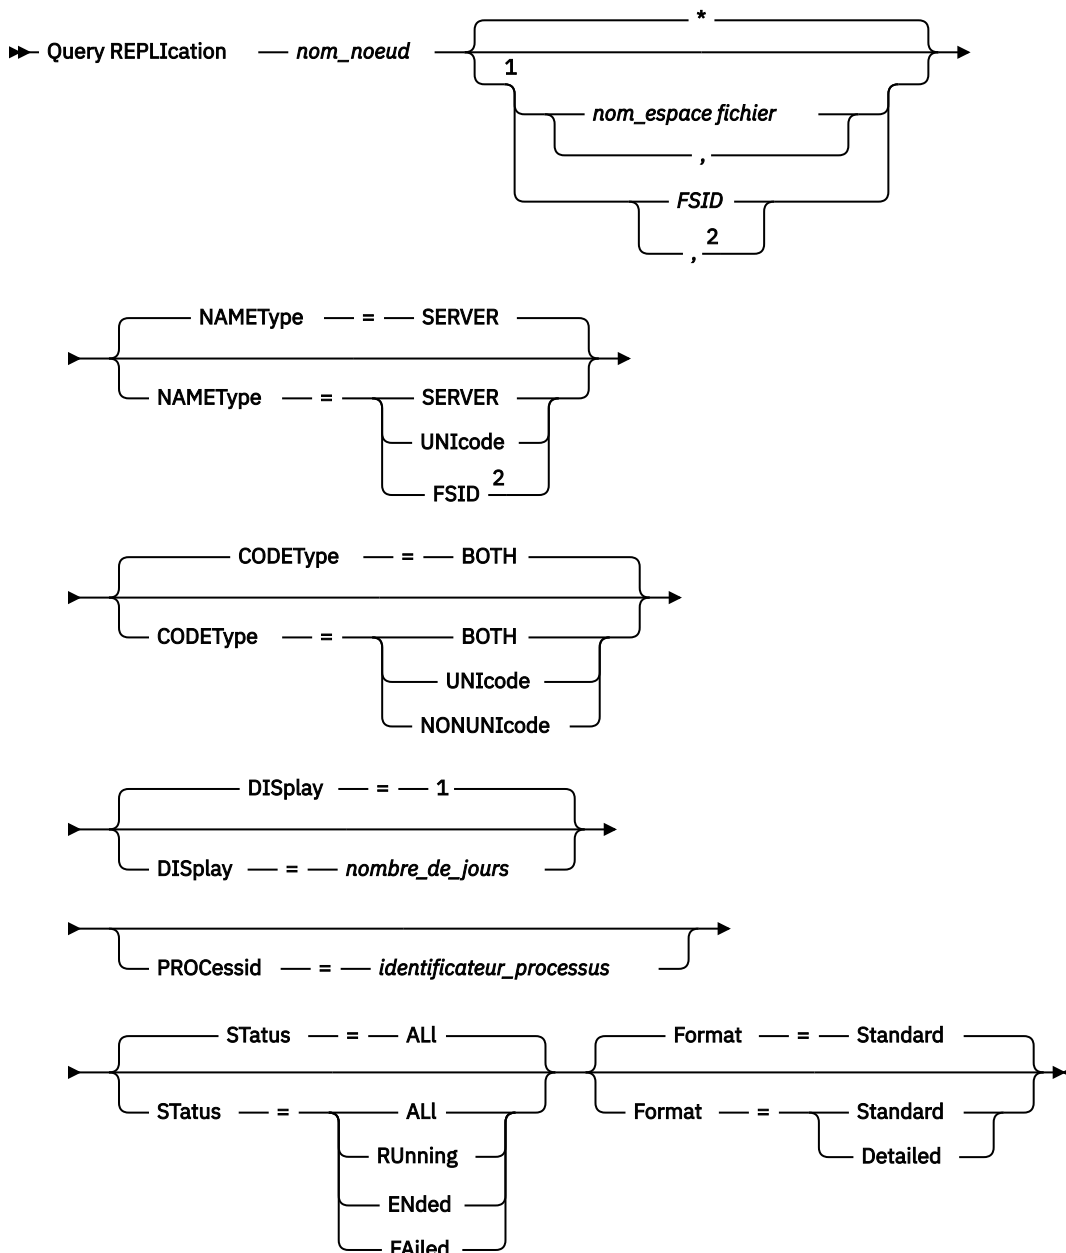 *
Query REPLIcation nom_noeud
1
nom_espace fichier
,
FSID
2
,
NAMEType = SERVER
NAMEType = SERVER
UNIcode
FSID 2
CODEType = BOTH
CODEType = BOTH
UNIcode
NONUNIcode
DISplay = 1
DISplay = nombre_de_jours
PROCessid = identificateur_processus
STatus = ALl Format = Standard
STatus = ALl Format = Standard
RUnning Detailed
ENded
FAiled